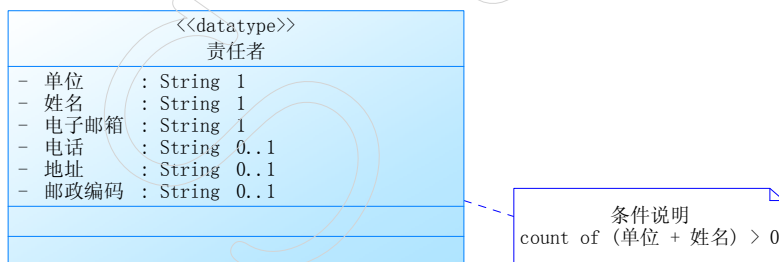 <<datatype>>
责任者
- 单位 : String 1
- 姓名 : String 1
- 电子邮箱 : String 1
- 电话 : String 0..1
- 地址 : String 0..1
- 邮政编码 : String 0..1
条件说明
count of (单位 + 姓名) > 0